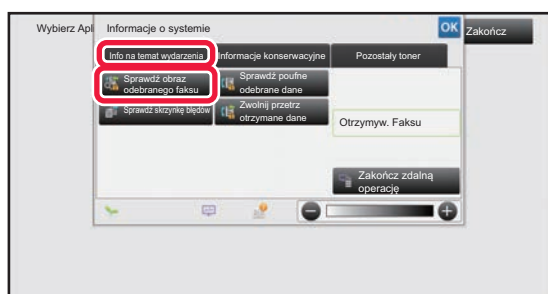 Wybierz Apl
Informacje o systemie
OK
Zakończ
Info na temat wydarzenia
Informacje konserwacyjne
Pozostały toner
Sprawdź obraz
odebranego faksu
Sprawdź poufne
odebrane dane
Sprawdź skrzynkę błędów
Zwolnij przetrz
otrzymane dane
Otrzymyw. Faksu
Zakończ zdalną
operację